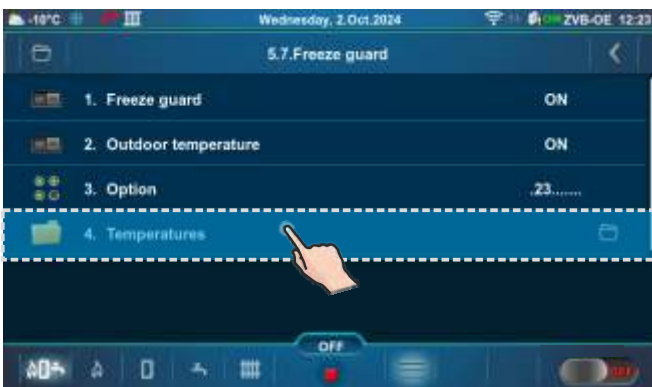 -10°C Wednesday, 2.Oct.2024 ZVB-OE 12:23
5.7.Freeze guard
1. Freeze guard ON
2. Outdoor temperature ON
3. Option .23.......
4. Temperatures
OFF
OFF